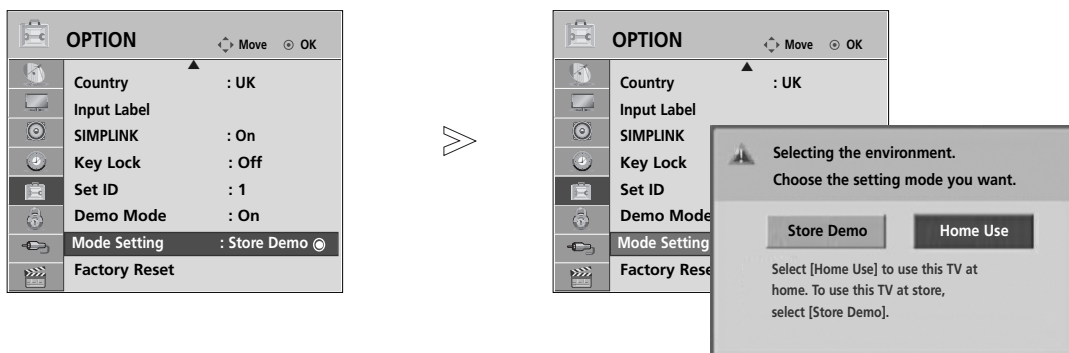 OPTION
Move OK
Country : UK
Input Label
SIMPLINK : On
Key Lock : Off
Set ID : 1
Demo Mode : On
Mode Setting : Store Demo
Factory Reset
OPTION
Move OK
Country : UK
Input Label
SIMPLINK
Key Lock
Set ID
Demo Mode
Mode Setting
Factory Rese
Selecting the environment.
Choose the setting mode you want.
Store Demo Home Use
Select [Home Use] to use this TV at
home. To use this TV at store,
select [Store Demo].